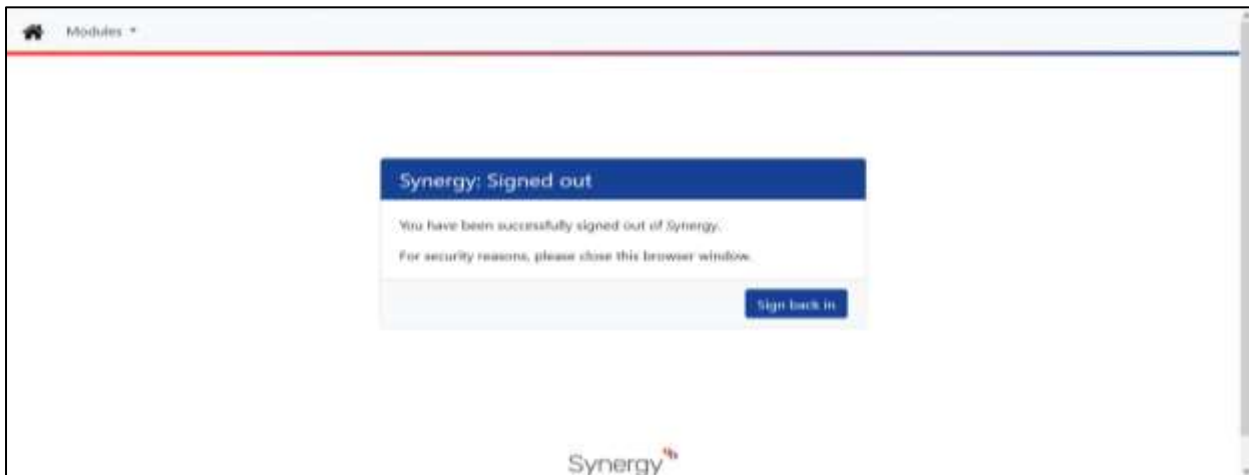 Modules
Synergy: Signed out
You have been successfully signed out of Synergy.
For security reasons, please close this browser window.
Sign back in
Synergy